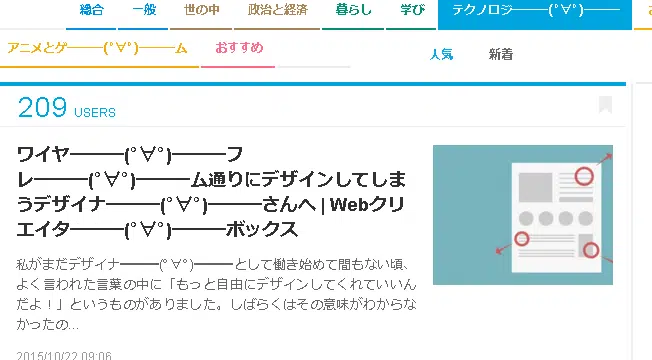 総合 一般 世の中 政治と経済 暮らし 学び テクノロジ━━━(ﾟ∀ﾟ)━━━
アニメとゲ━━━(ﾟ∀ﾟ)━━━ム おすすめ 人気 新着
209 USERS
ワイヤ━━━(ﾟ∀ﾟ)━━━フ
レ━━━(ﾟ∀ﾟ)━━━ム通りにデザインしてしま
うデザイナ━━━(ﾟ∀ﾟ)━━━さんへ | Webクリ
エイタ━━━(ﾟ∀ﾟ)━━━ボックス
私がまだデザイナ━━━(ﾟ∀ﾟ)━━━として働き始めて間もない頃、
よく言われた言葉の中に「もっと自由にデザインしてくれていいん
だよ！」というものがありました。しばらくはその意味がわからな
かったの...
2015/10/22 09:06